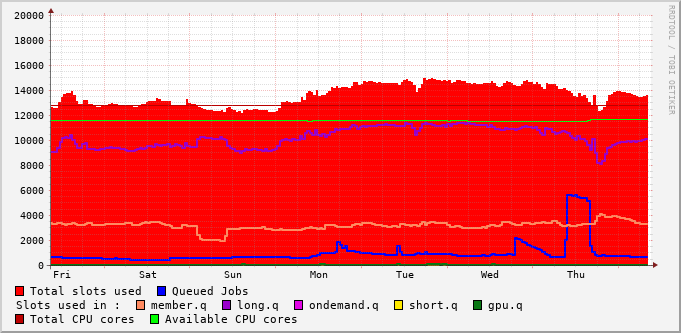 20000
18000
16000
14000
12000
10000
8000
6000
4000
2000
0
Fri Sat Sun Mon Tue Wed Thu
RRDTOOL / TOBI OETIKER
Total slots used Queued Jobs
Slots used in : member.q long.q ondemand.q short.q gpu.q
Total CPU cores Available CPU cores